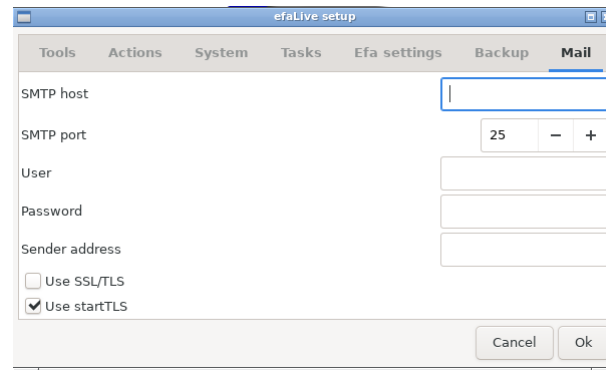 efaLive setup
Tools Actions System Tasks Efa settings Backup Mail
SMTP host
SMTP port 25 − +
User
Password
Sender address
Use SSL/TLS
Use startTLS
Cancel Ok